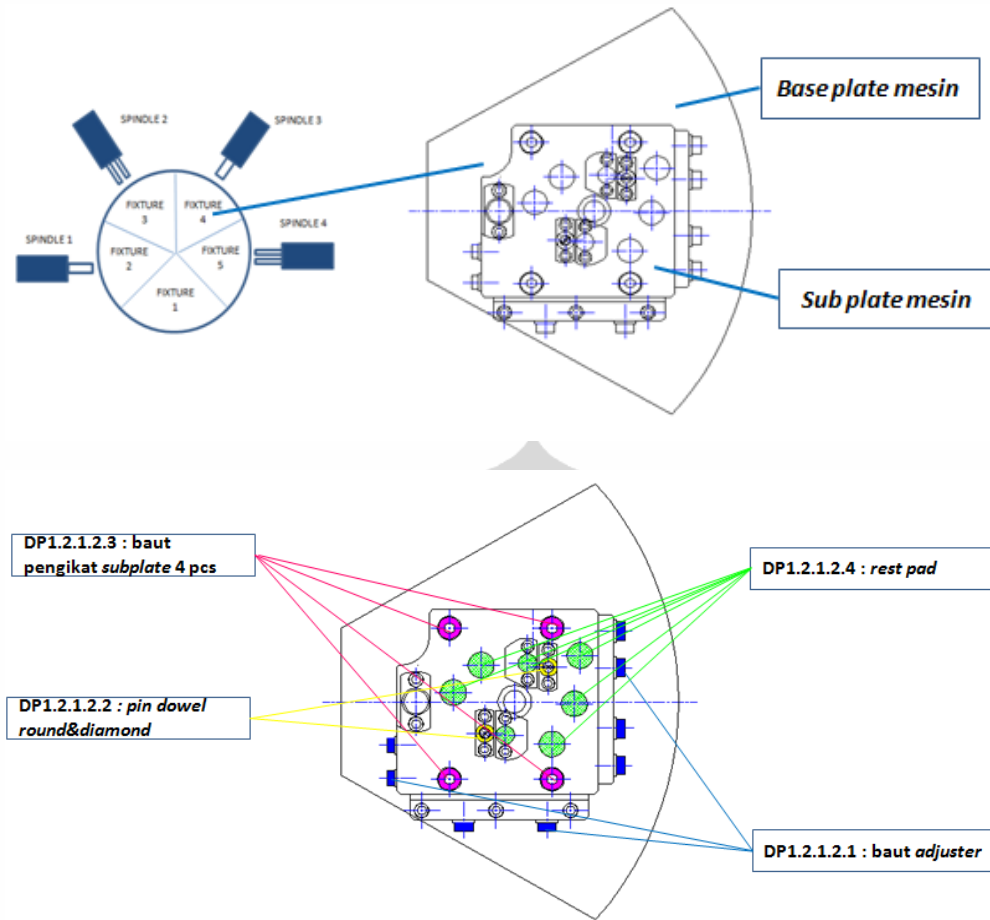 SPINDLE 2
SPINDLE 3
Base plate mesin
FIXTURE
3
FIXTURE
4
SPINDLE 1
SPINDLE 4
FIXTURE
2
FIXTURE
5
FIXTURE
1
Sub plate mesin
DP1.2.1.2.3 : baut
pengikat subplate 4 pcs
DP1.2.1.2.4 : rest pad
DP1.2.1.2.2 : pin dowel
round&diamond
DP1.2.1.2.1 : baut adjuster